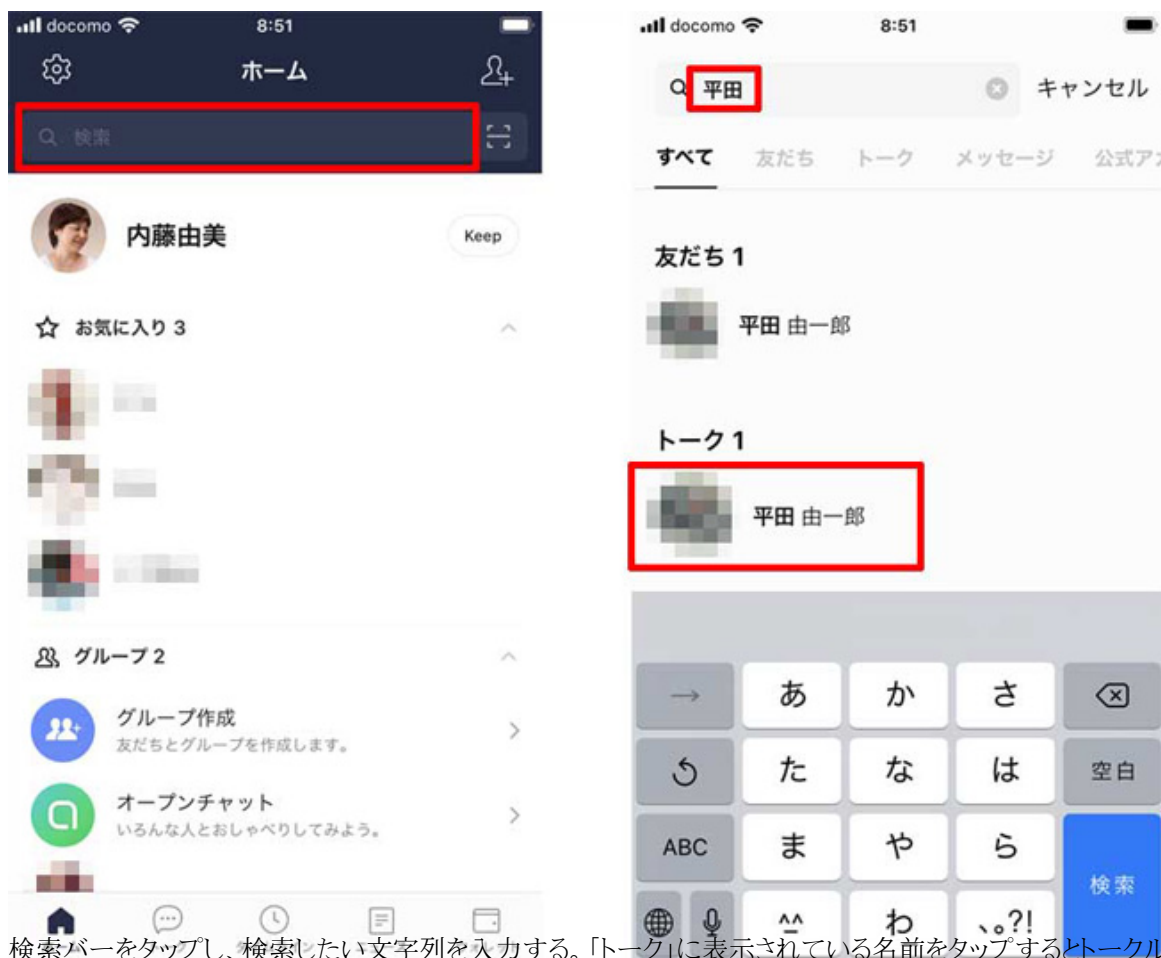 docomo 8:51
ホーム
検索
内藤由美
Keep
お気に入り 3
グループ 2
グループ作成
友だちとグループを作成します。
オープンチャット
いろんな人とおしゃべりしてみよう。
docomo 8:51
平田
キャンセル
すべて 友だち トーク メッセージ 公式ア
友だち 1
平田 由一郎
トーク 1
平田 由一郎
→ あ か さ
た な は 空白
ABC ま や ら
検索
^^ わ 、。?!
検索バーをタップし、検索したい文字列を入力する。「トーク」に表示されている名前をタップするとトークル